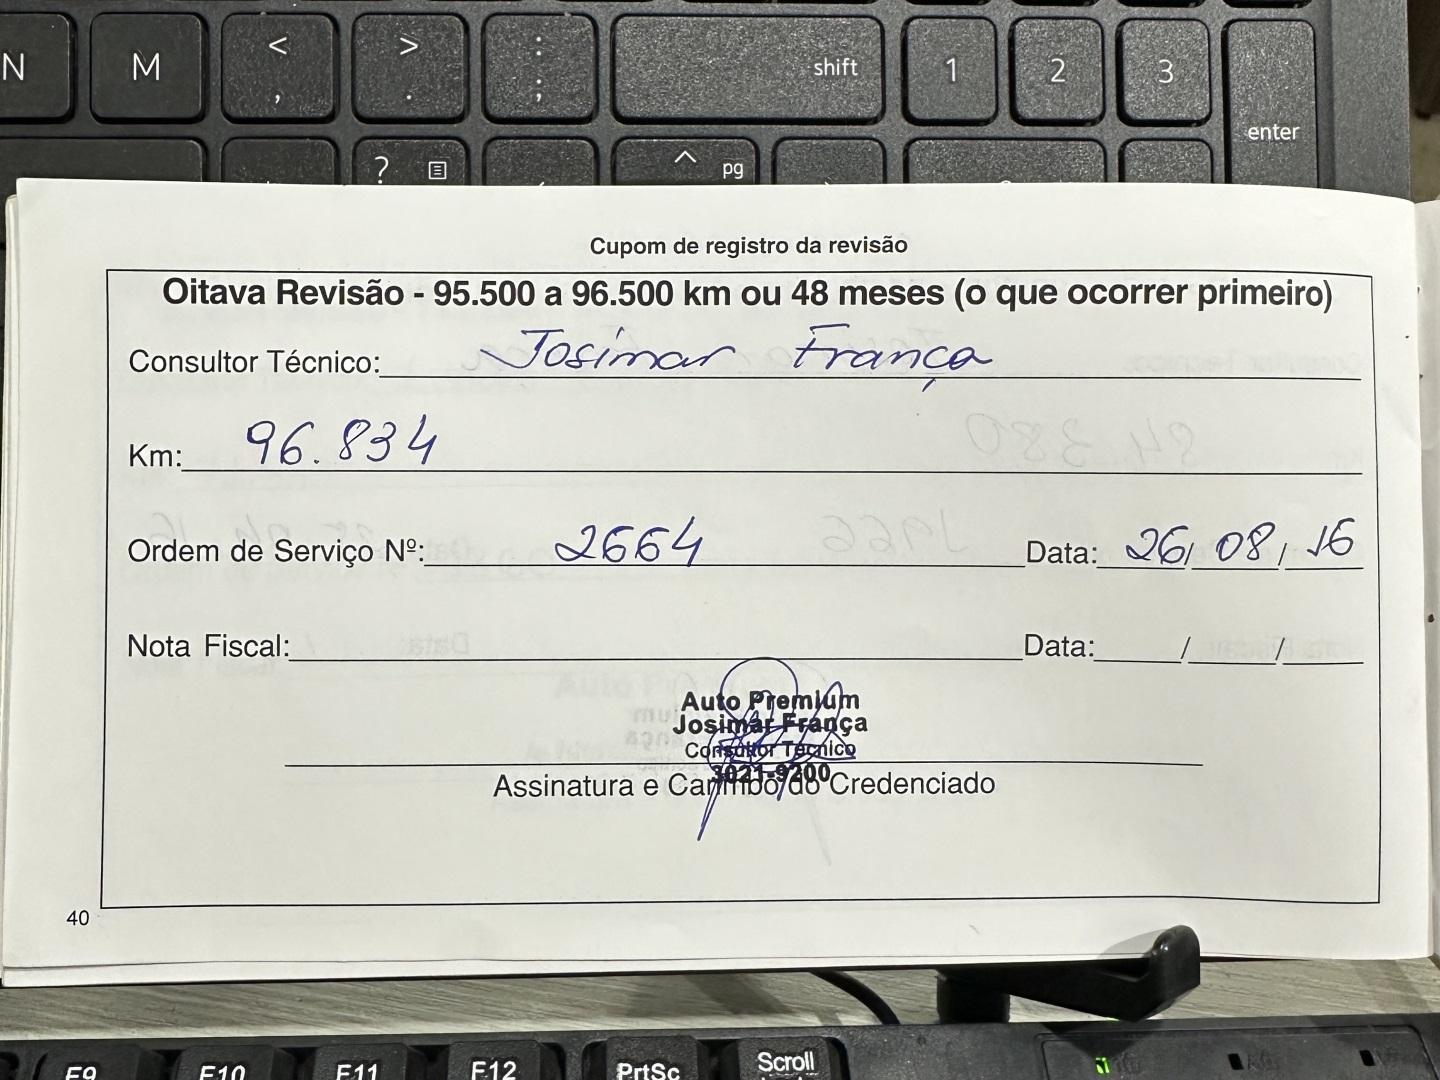 N M < , > . : ; shift 1 2 3
enter
? ^ pg
Cupom de registro da revisão
Oitava Revisão - 95.500 a 96.500 km ou 48 meses (o que ocorrer primeiro)
Consultor Técnico: Josimar França
Km: 96.834
Ordem de Serviço Nº: 2664 Data: 26/08/16
Nota Fiscal: Data: / /
Auto Premium
Josimar França
Consultor Técnico
3021-9200
Assinatura e Carimbo do Credenciado
40
F9 F10 F11 F12 PrtSc Scroll